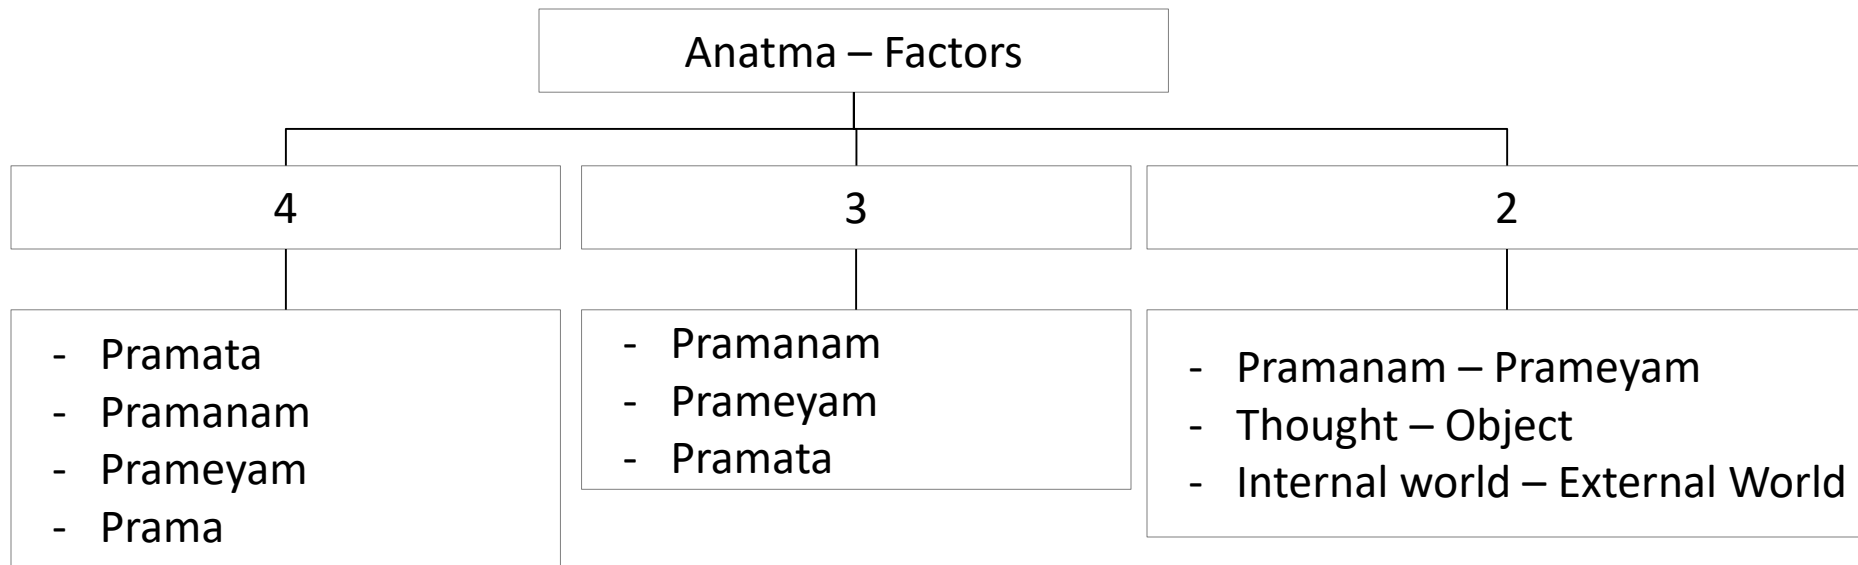 Anatma – Factors
4
3
2
- Pramata
- Pramanam
- Prameyam
- Prama
- Pramanam
- Prameyam
- Pramata
- Pramanam – Prameyam
- Thought – Object
- Internal world – External World